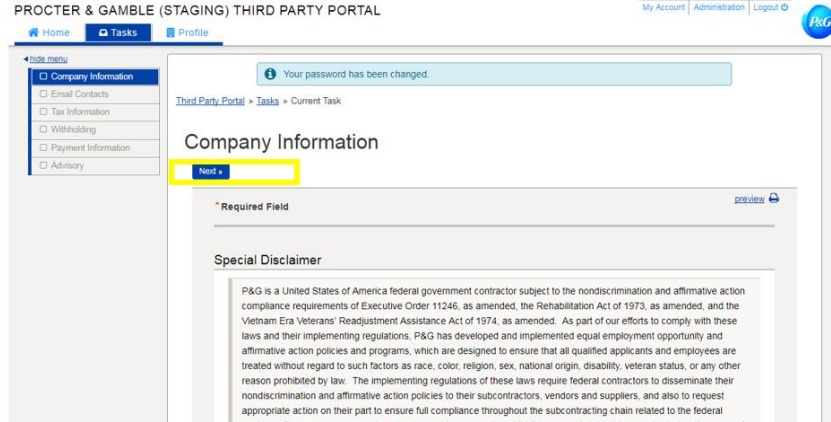 PROCTER & GAMBLE (STAGING) THIRD PARTY PORTAL
My Account Administration Logout
P&G
Home Tasks Profile
hide menu
Company Information
Email Contacts
Tax Information
Withholding
Payment Information
Advisory
Your password has been changed.
Third Party Portal » Tasks » Current Task
Company Information
Next »
preview
* Required Field
Special Disclaimer
P&G is a United States of America federal government contractor subject to the nondiscrimination and affirmative action
compliance requirements of Executive Order 11246, as amended, the Rehabilitation Act of 1973, as amended, and the
Vietnam Era Veterans' Readjustment Assistance Act of 1974, as amended. As part of our efforts to comply with these
laws and their implementing regulations, P&G has developed and implemented equal employment opportunity and
affirmative action policies and programs, which are designed to ensure that all qualified applicants and employees are
treated without regard to such factors as race, color, religion, sex, national origin, disability, veteran status, or any other
reason prohibited by law. The implementing regulations of these laws require federal contractors to disseminate their
nondiscrimination and affirmative action policies to their subcontractors, vendors and suppliers, and also to request
appropriate action on their part to ensure full compliance throughout the subcontracting chain related to the federal